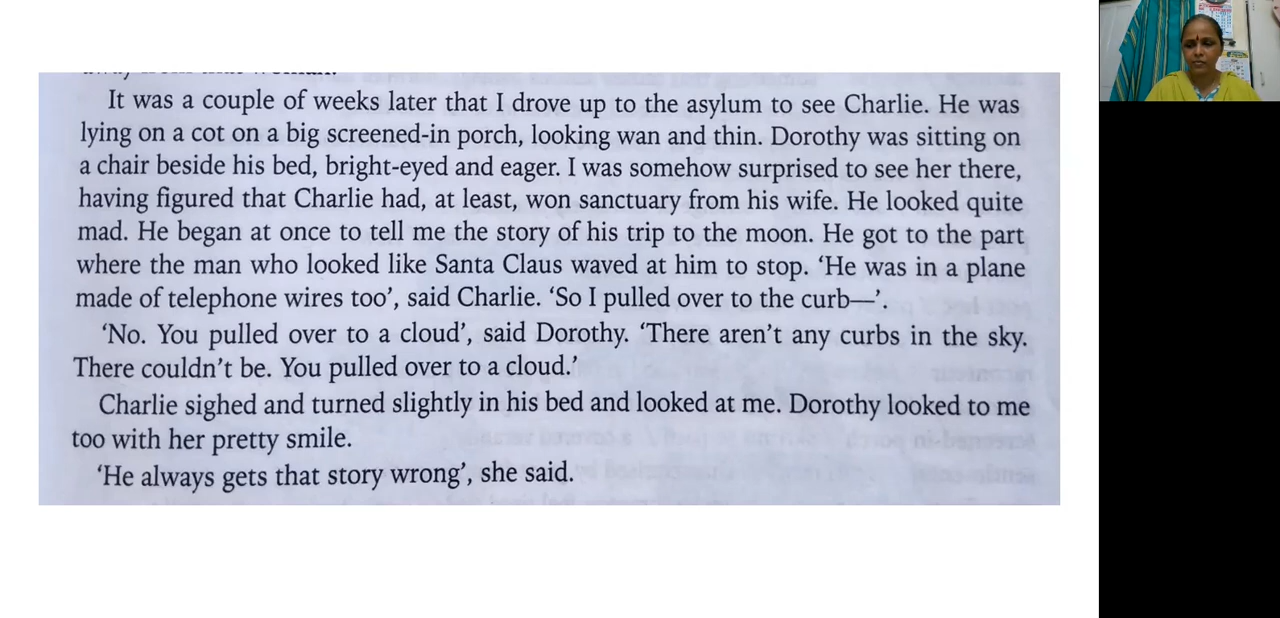 It was a couple of weeks later that I drove up to the asylum to see Charlie. He was
lying on a cot on a big screened-in porch, looking wan and thin. Dorothy was sitting on
a chair beside his bed, bright-eyed and eager. I was somehow surprised to see her there,
having figured that Charlie had, at least, won sanctuary from his wife. He looked quite
mad. He began at once to tell me the story of his trip to the moon. He got to the part
where the man who looked like Santa Claus waved at him to stop. ‘He was in a plane
made of telephone wires too’, said Charlie. ‘So I pulled over to the curb—’.
‘No. You pulled over to a cloud’, said Dorothy. ‘There aren’t any curbs in the sky.
There couldn’t be. You pulled over to a cloud.’
Charlie sighed and turned slightly in his bed and looked at me. Dorothy looked to me
too with her pretty smile.
‘He always gets that story wrong’, she said.